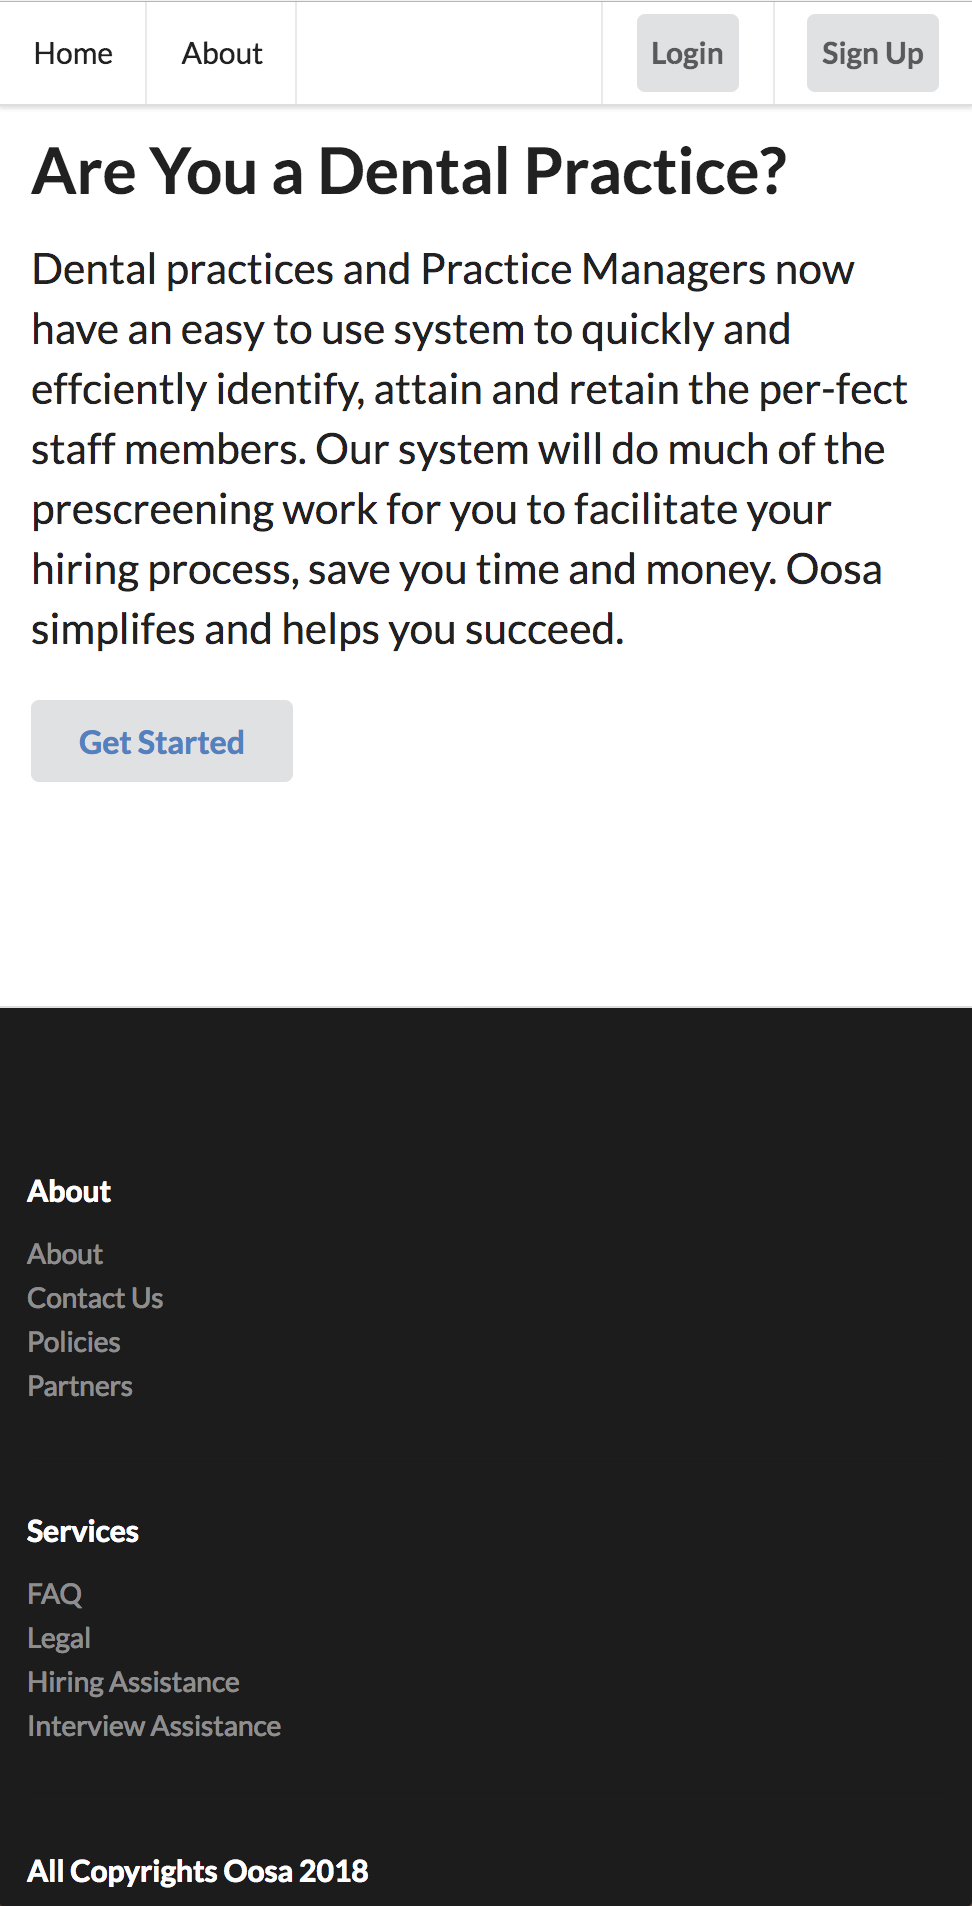 Home About Login Sign Up
Are You a Dental Practice?
Dental practices and Practice Managers now
have an easy to use system to quickly and
effciently identify, attain and retain the per-fect
staff members. Our system will do much of the
prescreening work for you to facilitate your
hiring process, save you time and money. Oosa
simplifes and helps you succeed.
Get Started
About
About
Contact Us
Policies
Partners
Services
FAQ
Legal
Hiring Assistance
Interview Assistance
All Copyrights Oosa 2018